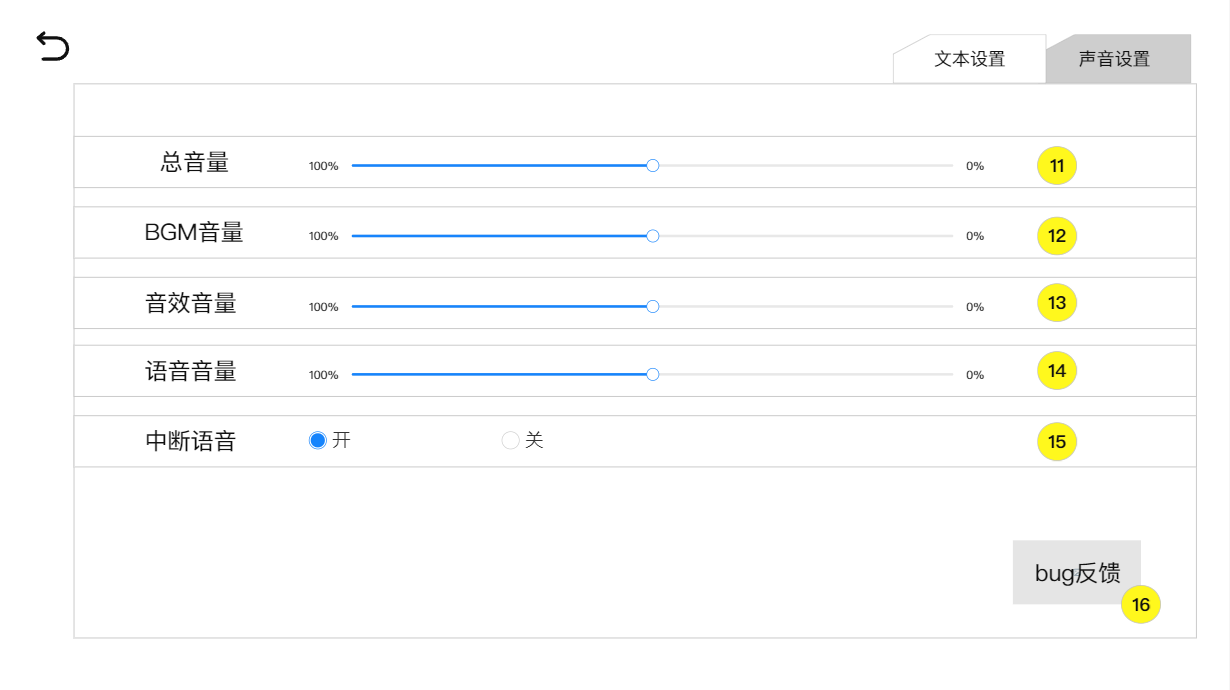 文本设置 声音设置
总音量 100% 0% 11
BGM音量 100% 0% 12
音效音量 100% 0% 13
语音音量 100% 0% 14
中断语音 开 关 15
bug反馈
16